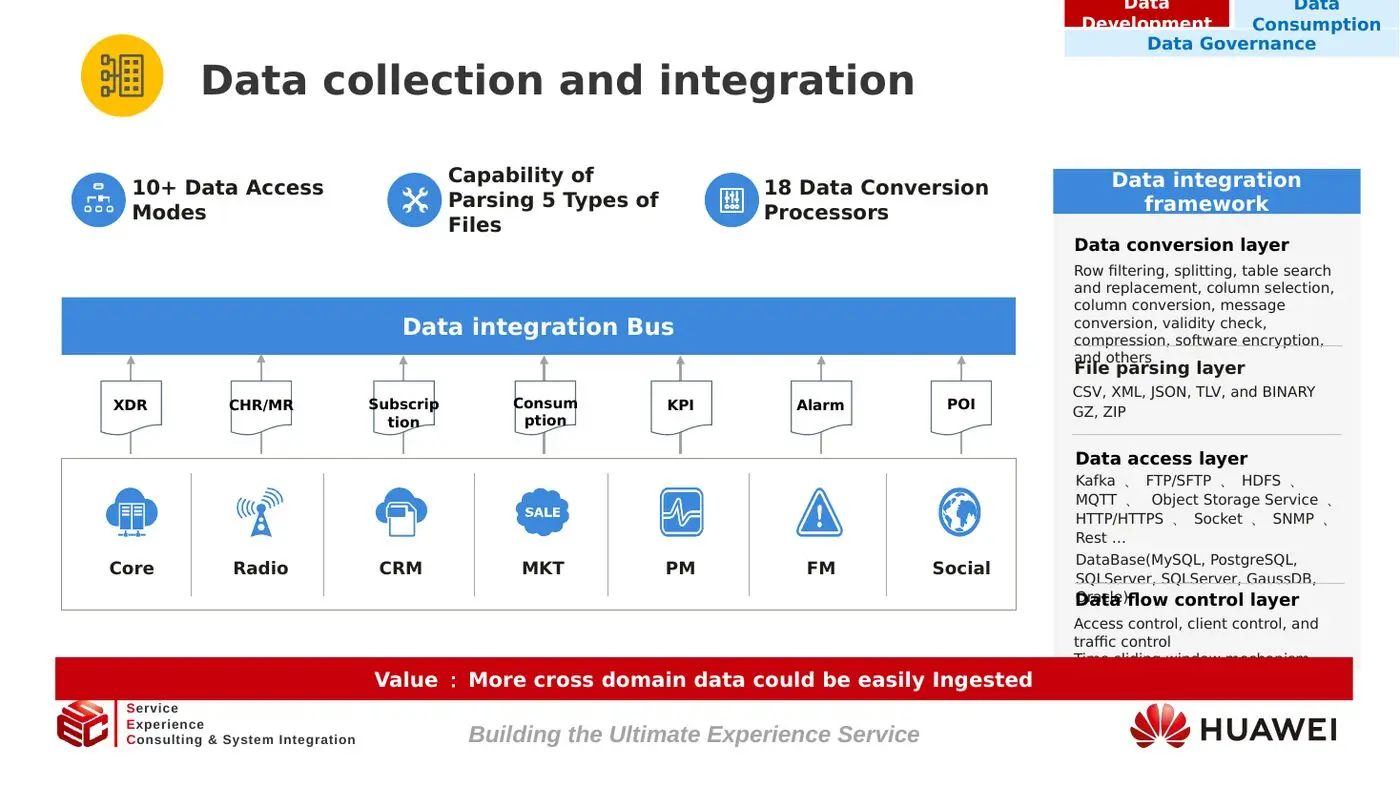 Data
Development
Data
Consumption
Data Governance
Data collection and integration
10+ Data Access
Modes
Capability of
Parsing 5 Types of
Files
18 Data Conversion
Processors
Data integration Bus
XDR
CHR/MR
Subscrip
tion
Consum
ption
KPI
Alarm
POI
SALE
Core
Radio
CRM
MKT
PM
FM
Social
Data integration
framework
Data conversion layer
Row filtering, splitting, table search
and replacement, column selection,
column conversion, message
conversion, validity check,
compression, software encryption,
and others
File parsing layer
CSV, XML, JSON, TLV, and BINARY
GZ, ZIP
Data access layer
Kafka 、 FTP/SFTP 、 HDFS 、
MQTT 、 Object Storage Service 、
HTTP/HTTPS 、 Socket 、 SNMP 、
Rest ...
DataBase(MySQL, PostgreSQL,
SQLServer, SQLServer, GaussDB,
Oracle)
Data flow control layer
Access control, client control, and
traffic control
Time sliding window mechanism
Value : More cross domain data could be easily Ingested
Service
Experience
Consulting & System Integration
Building the Ultimate Experience Service
HUAWEI